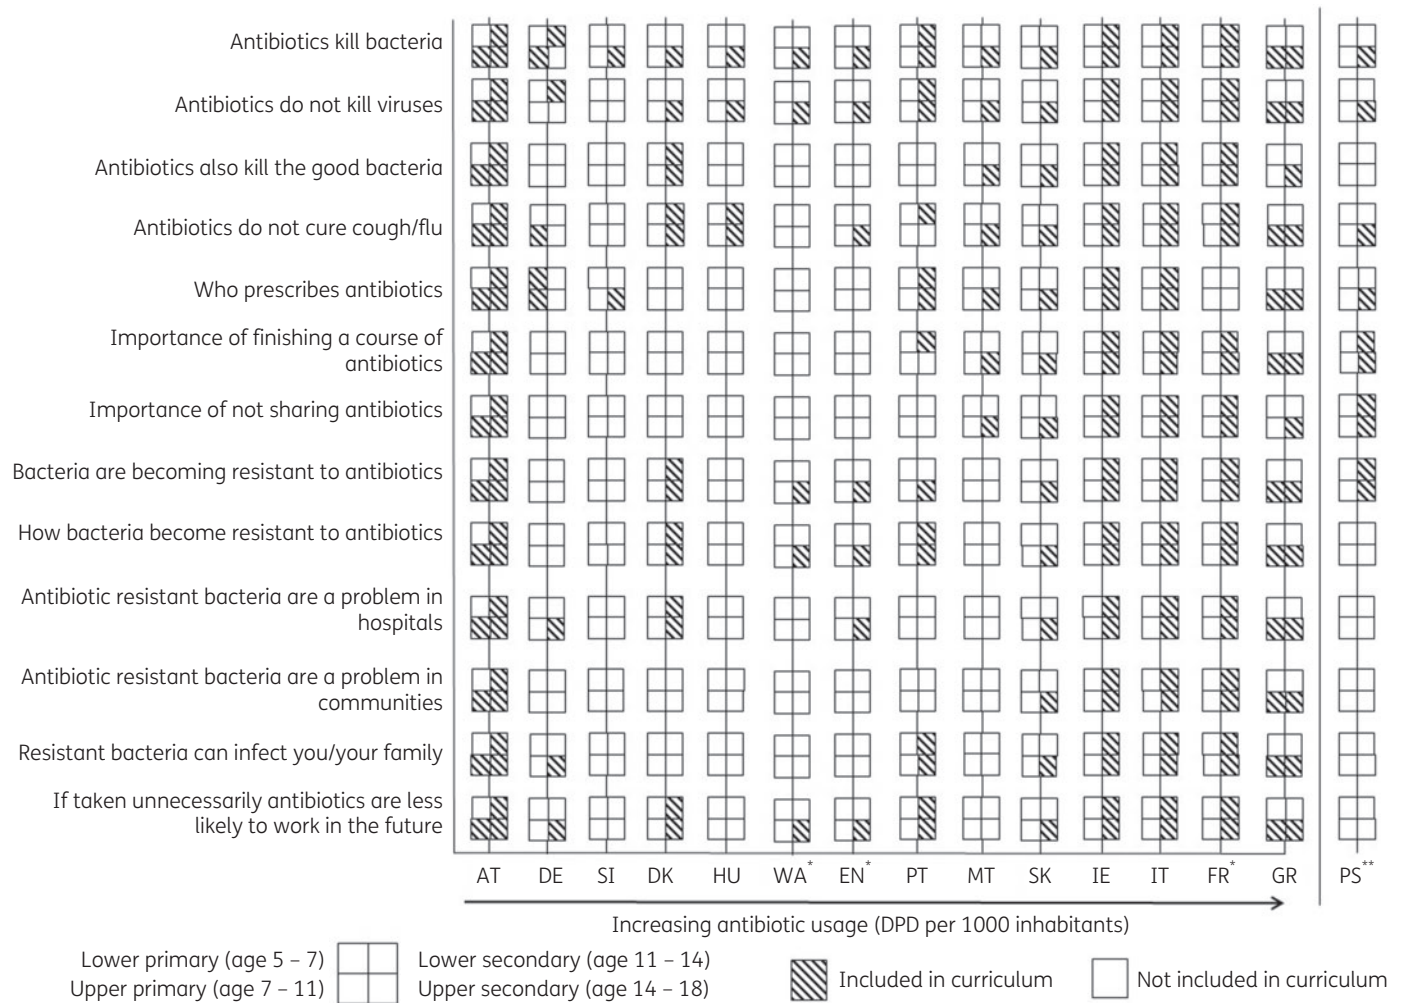 Antibiotics kill bacteria
Antibiotics do not kill viruses
Antibiotics also kill the good bacteria
Antibiotics do not cure cough/flu
Who prescribes antibiotics
Importance of finishing a course of
antibiotics
Importance of not sharing antibiotics
Bacteria are becoming resistant to antibiotics
How bacteria become resistant to antibiotics
Antibiotic resistant bacteria are a problem in
hospitals
Antibiotic resistant bacteria are a problem in
communities
Resistant bacteria can infect you/your family
If taken unnecessarily antibiotics are less
likely to work in the future
AT DE SI DK HU WA* EN* PT MT SK IE IT FR* GR PS**
Increasing antibiotic usage (DPD per 1000 inhabitants)
Lower primary (age 5 – 7) Lower secondary (age 11 – 14)
Upper primary (age 7 – 11) Upper secondary (age 14 – 18)
Included in curriculum Not included in curriculum